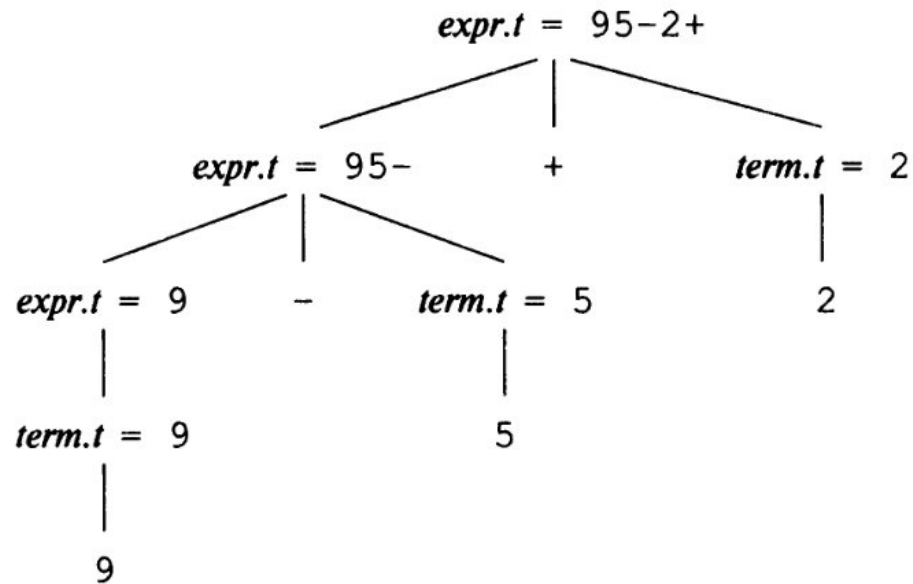 expr.t = 95-2+
expr.t = 95- + term.t = 2
expr.t = 9 - term.t = 5 2
term.t = 9 5
9